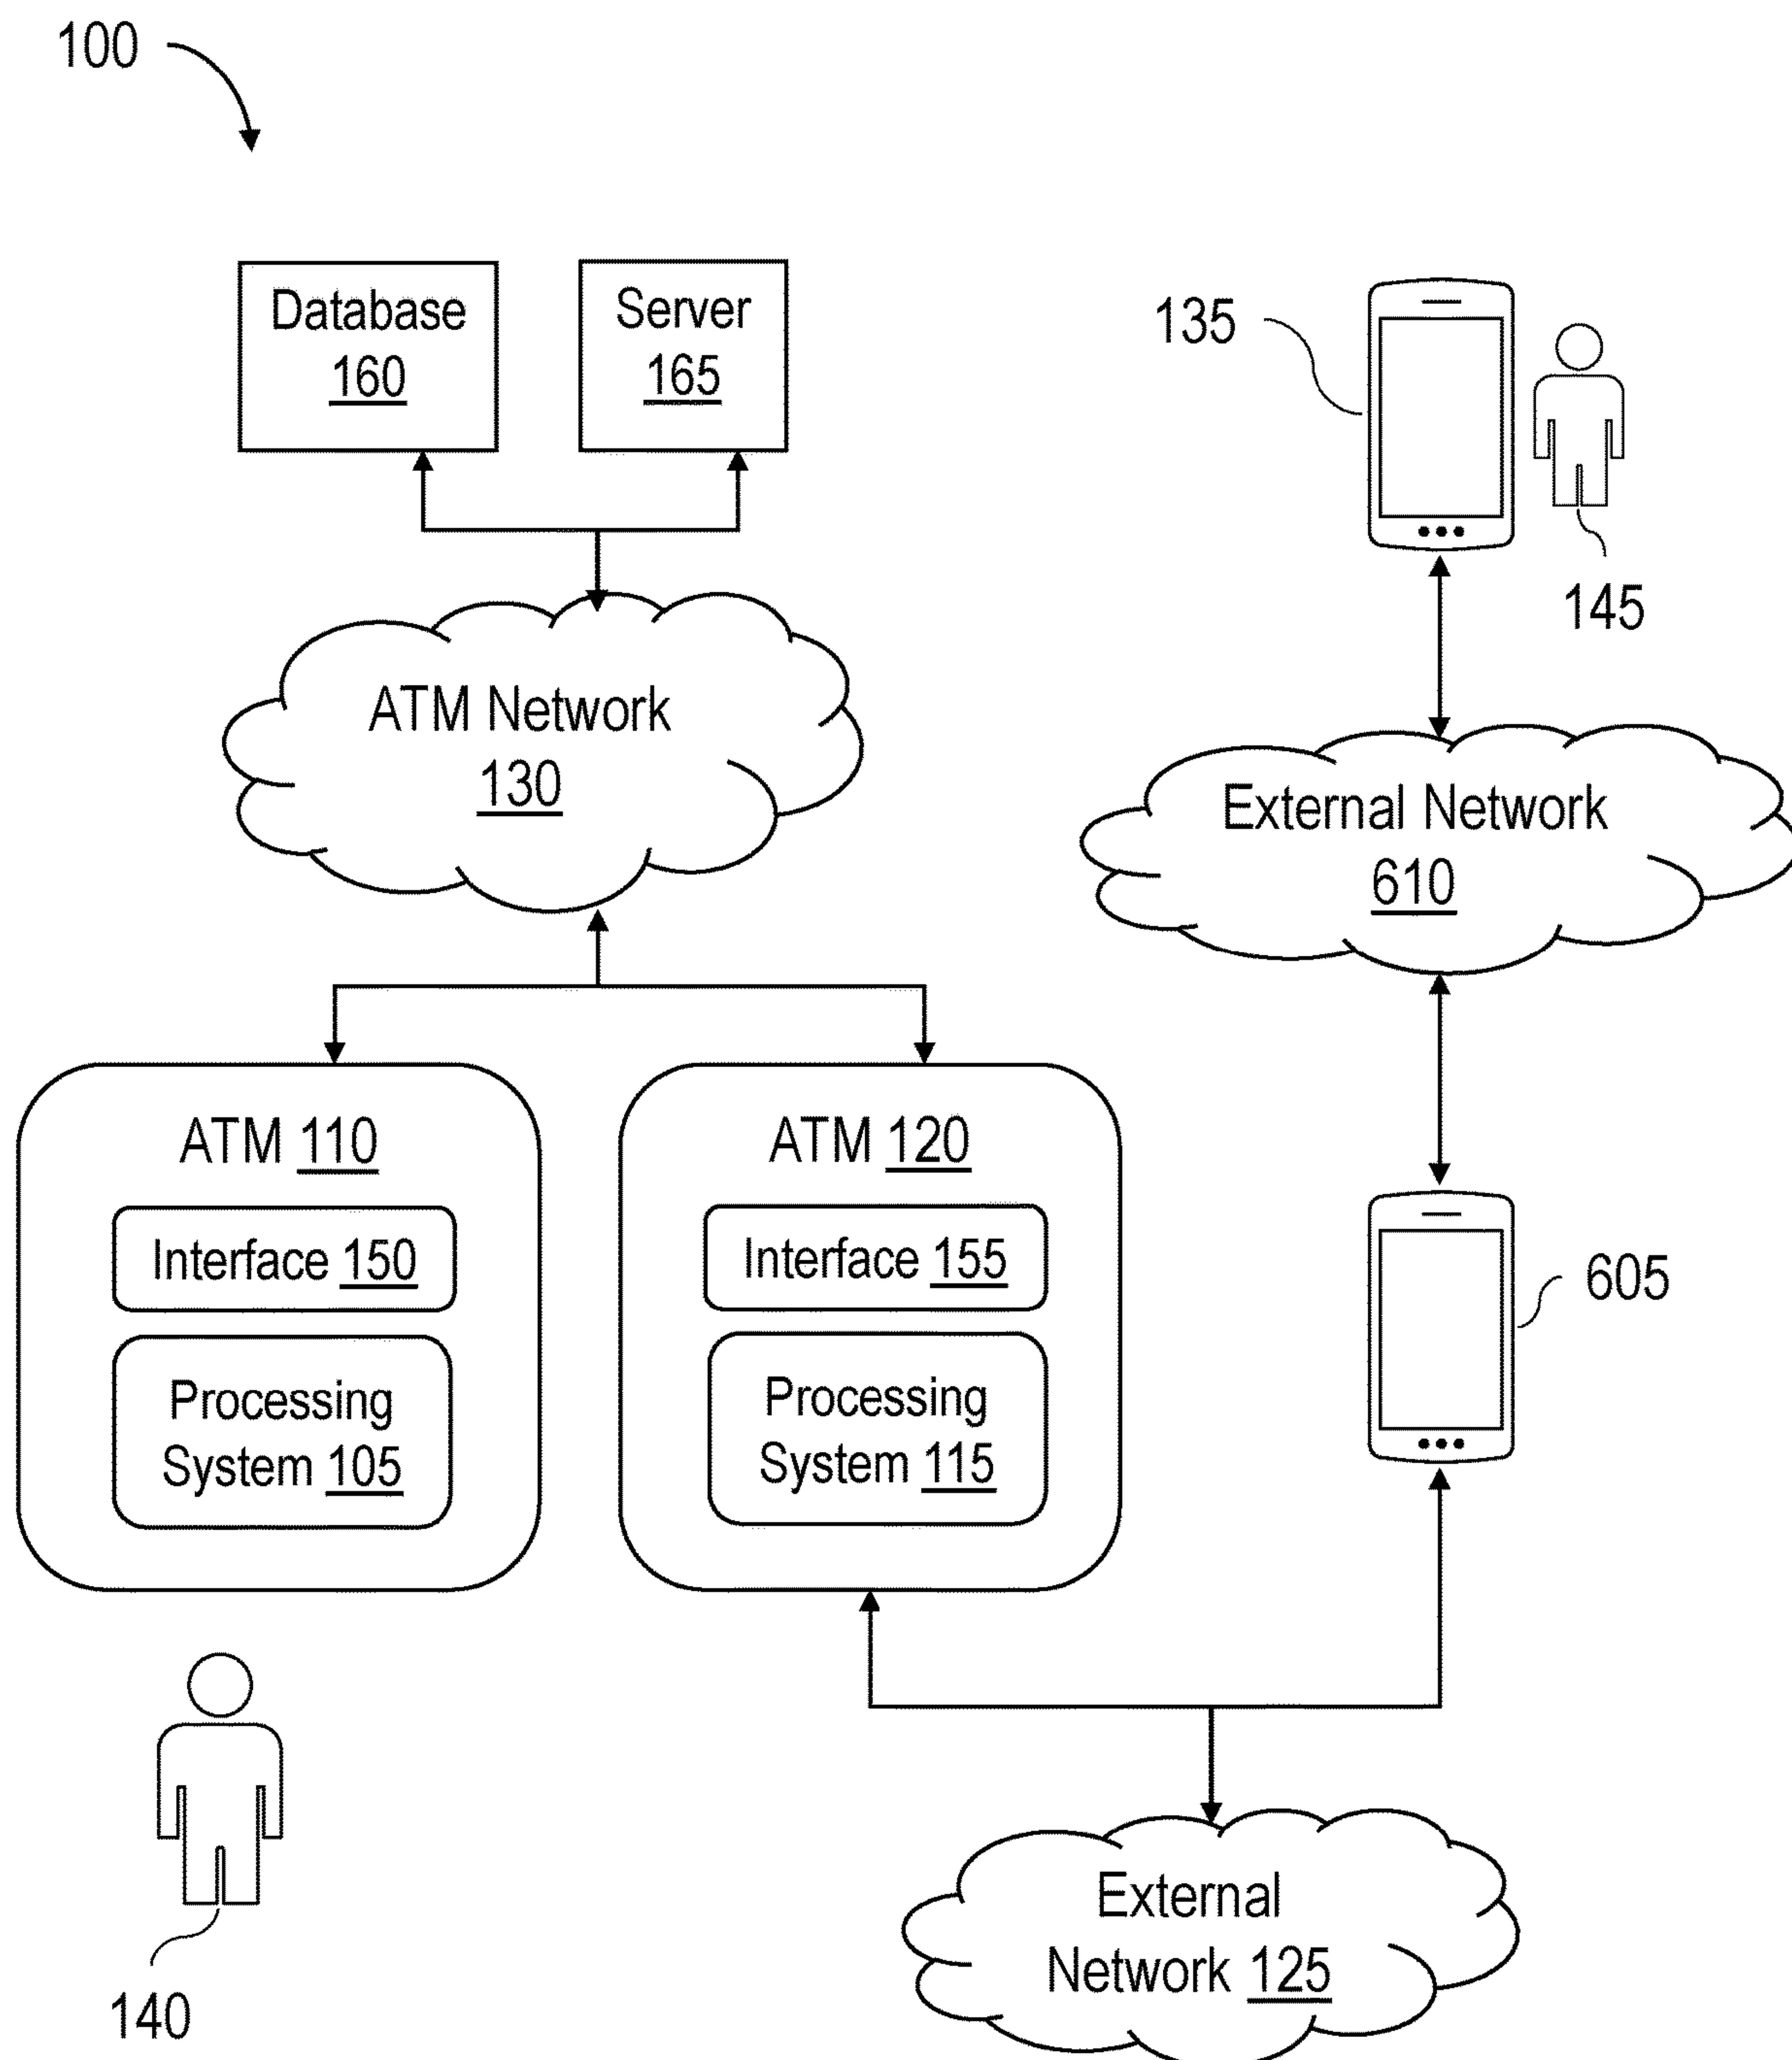 100
Database
160
Server
165
135
145
ATM Network
130
External Network
610
ATM 110
Interface 150
Processing
System 105
ATM 120
Interface 155
Processing
System 115
605
140
External
Network 125